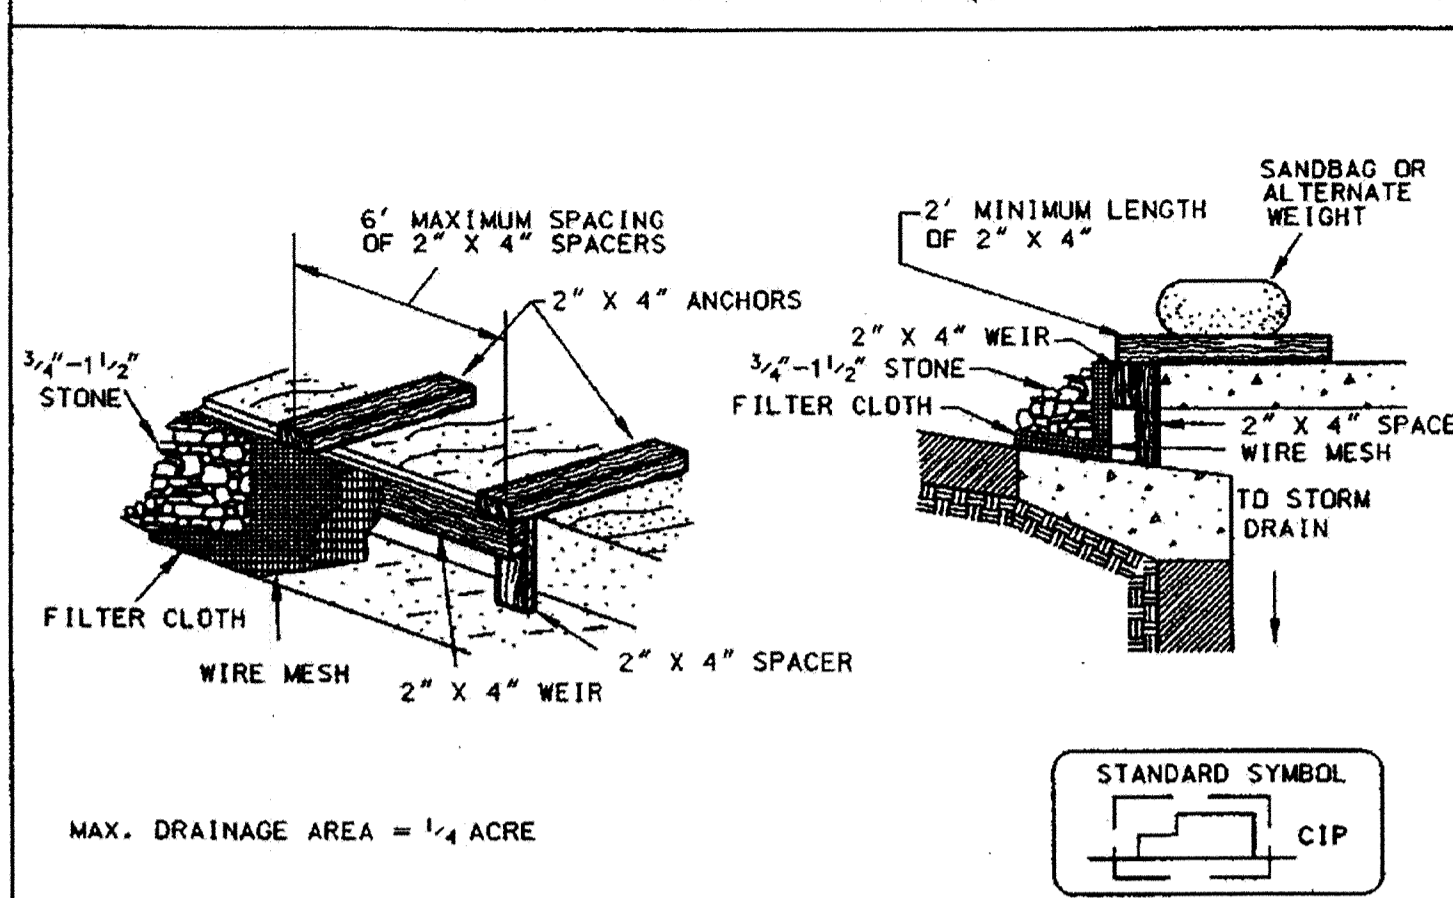 6' MAXIMUM SPACING
OF 2" X 4" SPACERS
2" X 4" ANCHORS
3/4"-1 1/2"
STONE
FILTER CLOTH
WIRE MESH
2" X 4" WEIR
2" X 4" SPACER
2' MINIMUM LENGTH
OF 2" X 4"
SANDBAG OR
ALTERNATE
WEIGHT
2" X 4" WEIR
3/4"-1 1/2" STONE
FILTER CLOTH
2" X 4" SPACE
WIRE MESH
TO STORM
DRAIN
MAX. DRAINAGE AREA = 1/4 ACRE
STANDARD SYMBOL
CIP